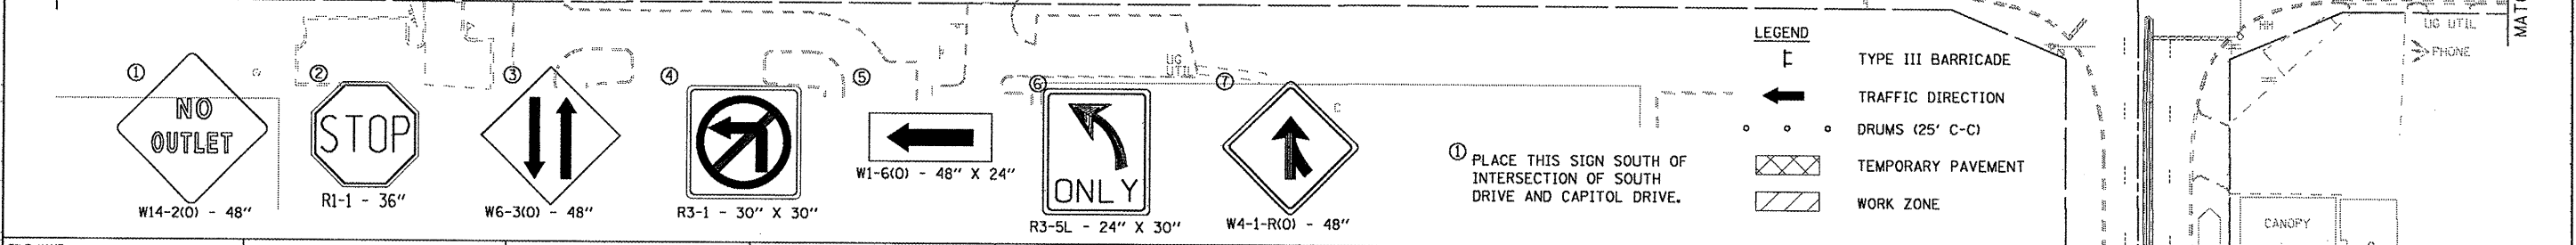 ①
NO
OUTLET
W14-2(O) - 48"
②
STOP
R1-1 - 36"
③
W6-3(O) - 48"
④
R3-1 - 30" X 30"
⑤
W1-6(O) - 48" X 24"
⑥
ONLY
R3-5L - 24" X 30"
⑦
W4-1-R(O) - 48"
UG
UTIL
C
① PLACE THIS SIGN SOUTH OF
INTERSECTION OF SOUTH
DRIVE AND CAPITOL DRIVE.
LEGEND
TYPE III BARRICADE
TRAFFIC DIRECTION
DRUMS (25' C-C)
TEMPORARY PAVEMENT
WORK ZONE
HH
UG UTIL
PHONE
CANOPY